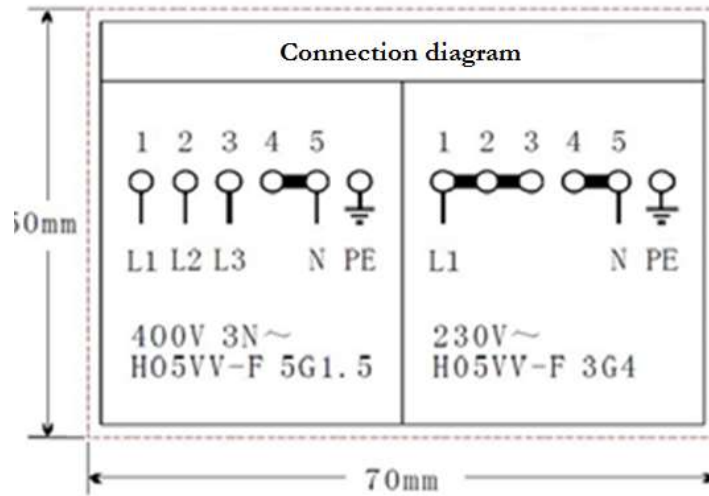 Connection diagram
1 2 3 4 5
L1 L2 L3 N PE
400V 3N～
H05VV-F 5G1.5
1 2 3 4 5
L1 N PE
230V～
H05VV-F 3G4
50mm
70mm